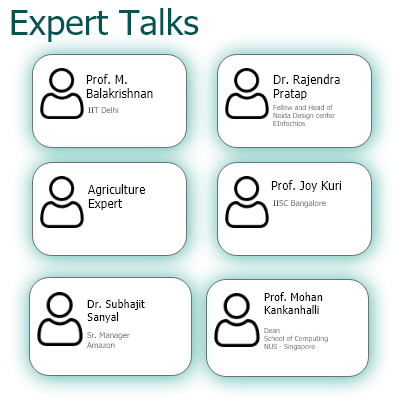 Expert Talks
Prof. M.
Balakrishnan
IIT Delhi
Dr. Rajendra
Pratap
Fellow and Head of
Noida Design center
EInfochips
Agriculture
Expert
Prof. Joy Kuri
IISC Bangalore
Dr. Subhajit
Sanyal
Sr. Manager
Amazon
Prof. Mohan
Kankanhalli
Dean
School of Computing
NUS - Singapore